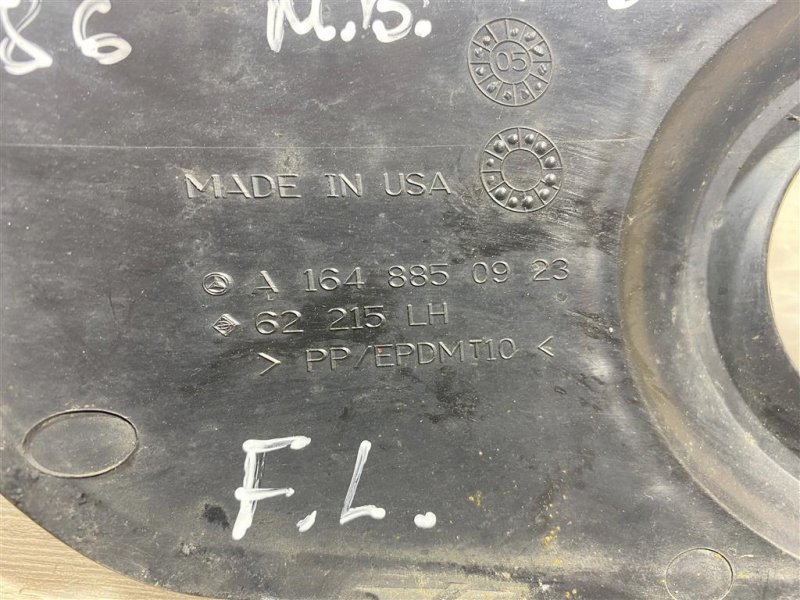 86 M.B.
05
MADE IN USA
A 164 885 09 23
62 215 LH
> PP/EPDMT10 <
F.L.